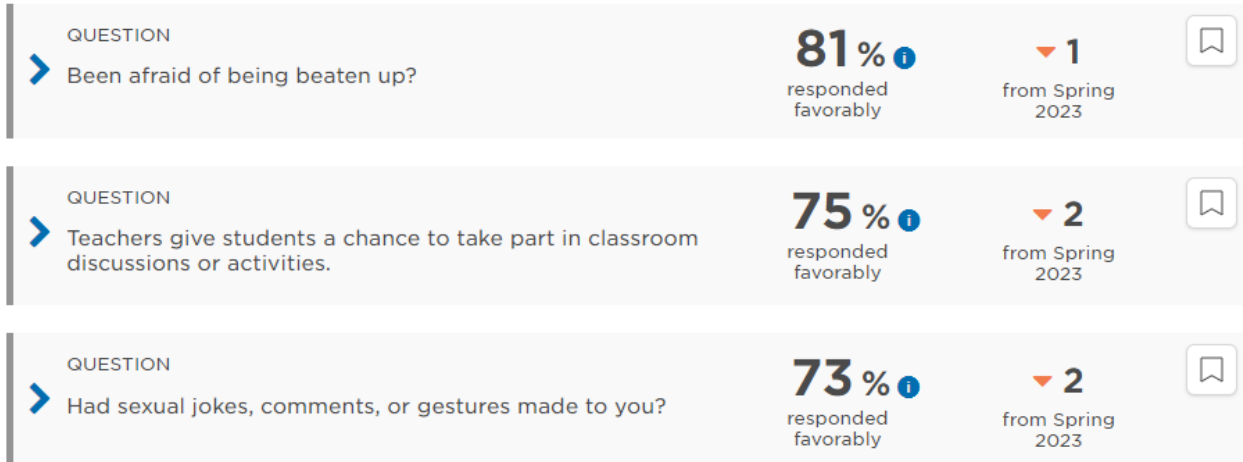 QUESTION
Been afraid of being beaten up?
81 %
responded
favorably
1
from Spring
2023
QUESTION
Teachers give students a chance to take part in classroom
discussions or activities.
75 %
responded
favorably
2
from Spring
2023
QUESTION
Had sexual jokes, comments, or gestures made to you?
73 %
responded
favorably
2
from Spring
2023